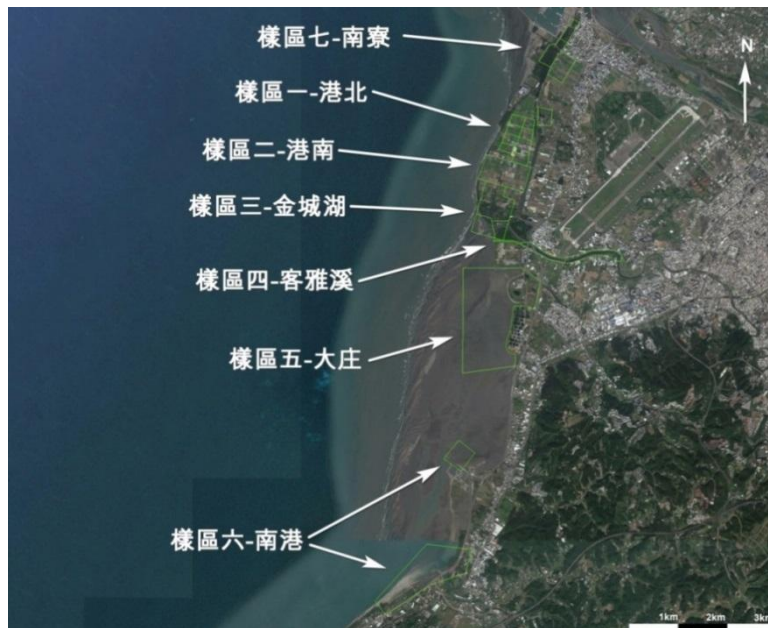 樣區七-南寮
N
樣區一-港北
樣區二-港南
樣區三-金城湖
樣區四-客雅溪
樣區五-大庄
樣區六-南港
1km 2km 3km